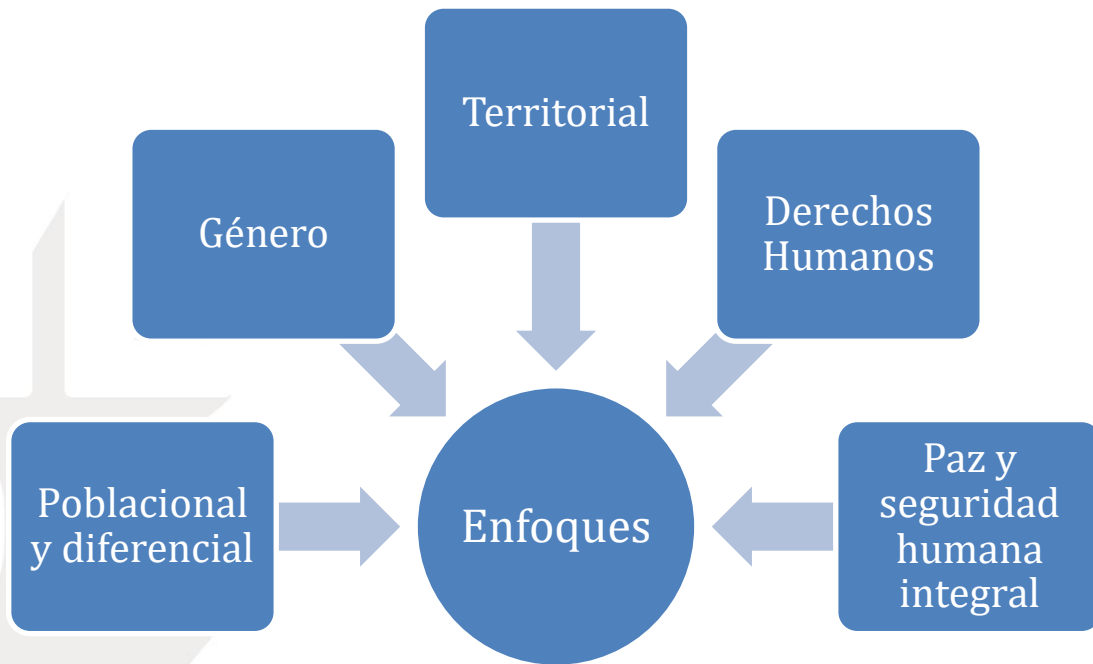 Territorial
Género
Derechos
Humanos
Poblacional
y diferencial
Enfoques
Paz y
seguridad
humana
integral